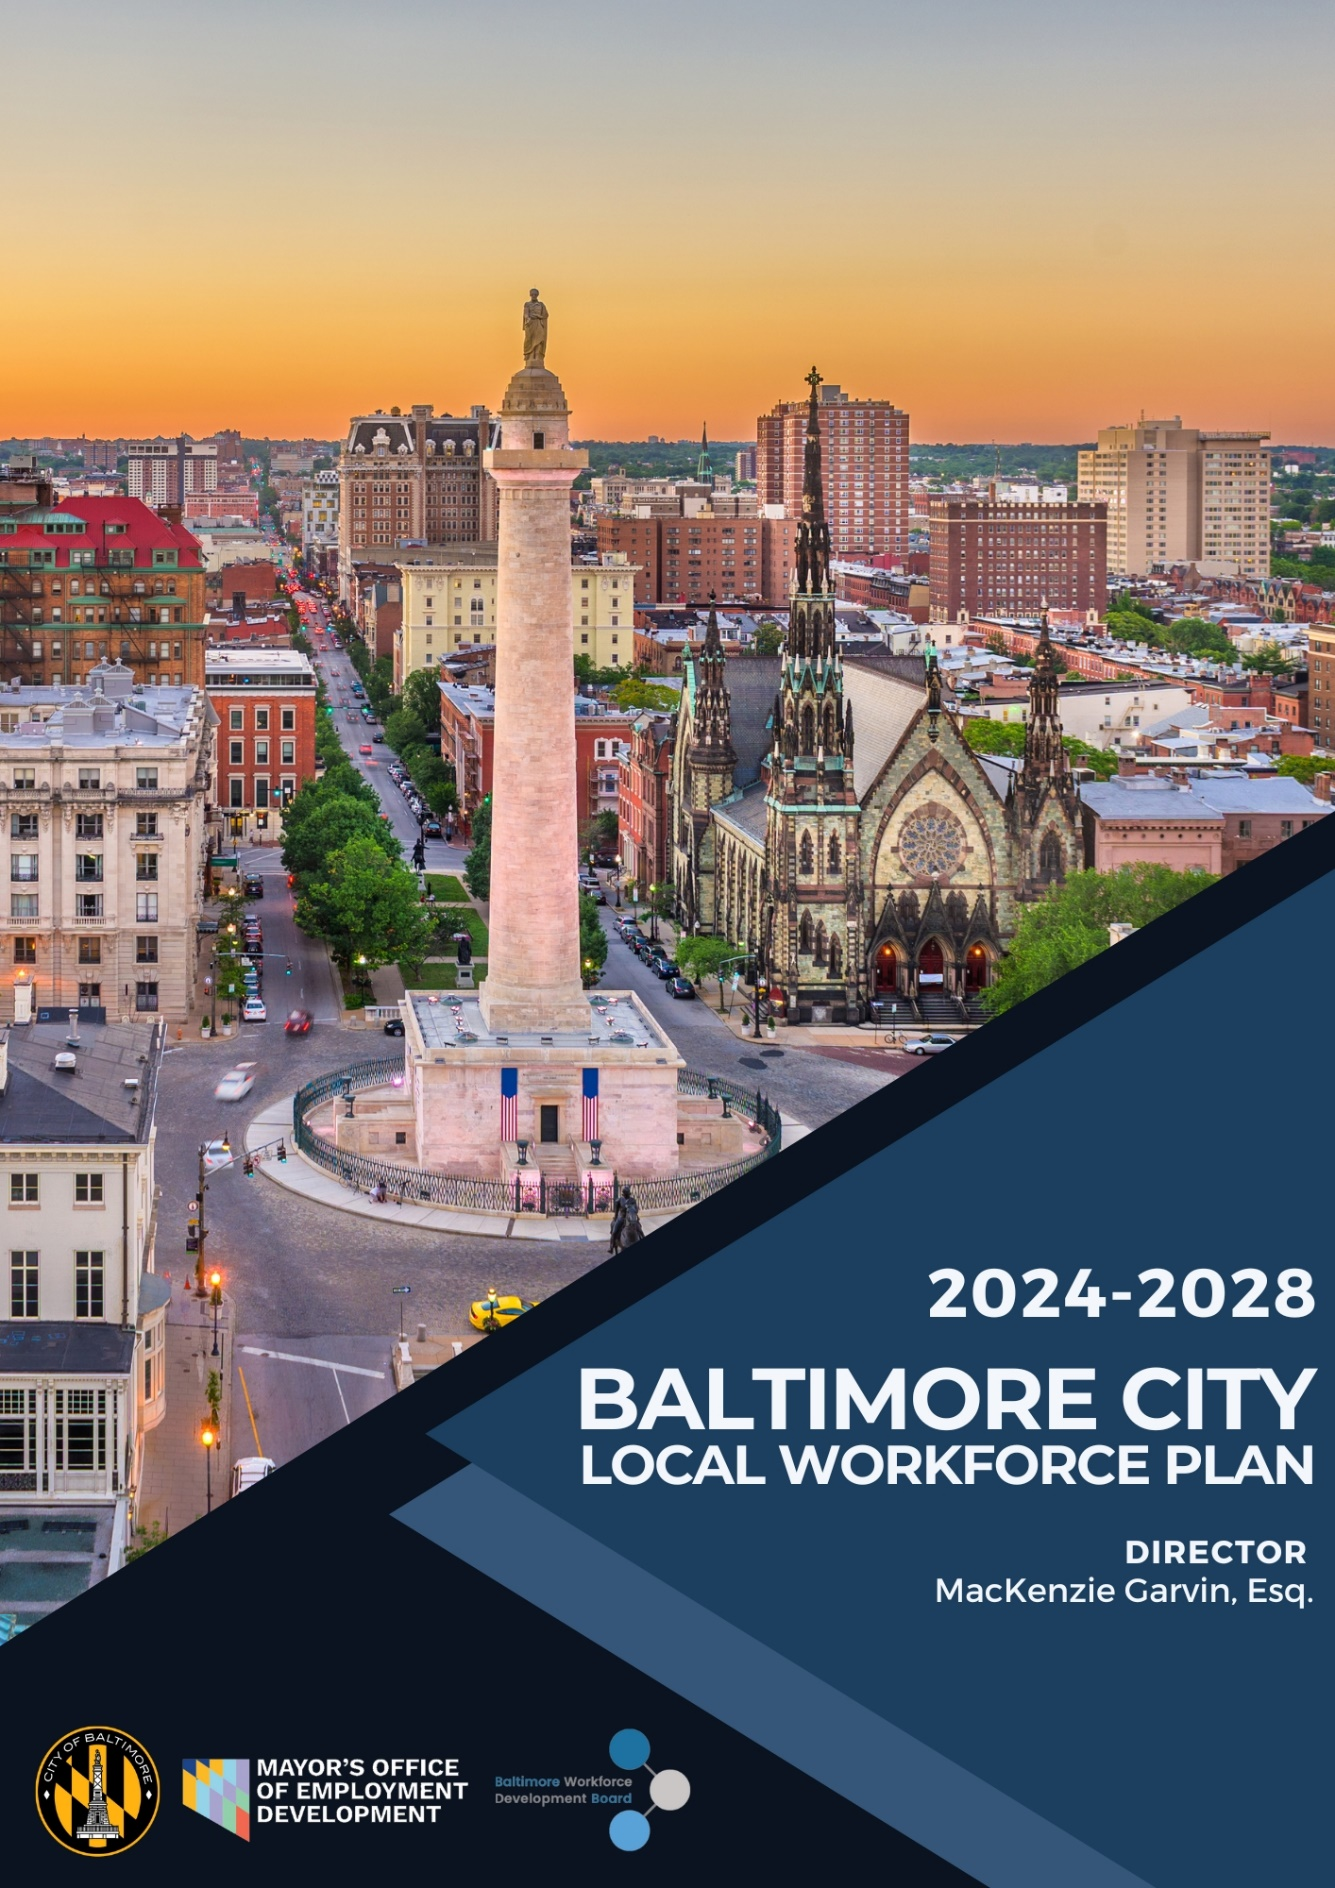 2024-2028
BALTIMORE CITY
LOCAL WORKFORCE PLAN
DIRECTOR
MacKenzie Garvin, Esq.
CITY OF BALTIMORE
MAYOR'S OFFICE
OF EMPLOYMENT
DEVELOPMENT
Baltimore Workforce
Development Board